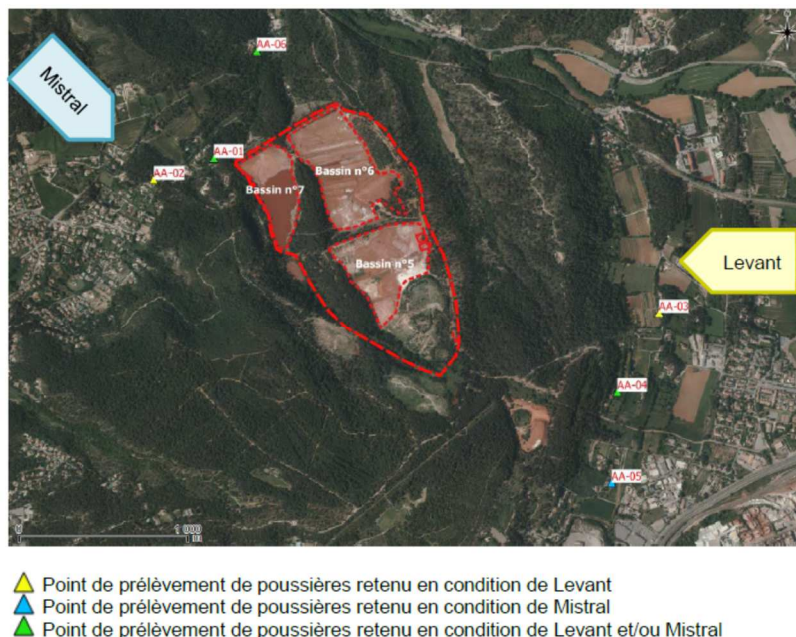 Mistral
AA-06
AA-01
AA-02
Bassin n°6
Bassin n°7
Bassin n°5
Levant
AA-03
AA-04
AA-05
0 1 000
m
Point de prélèvement de poussières retenu en condition de Levant
Point de prélèvement de poussières retenu en condition de Mistral
Point de prélèvement de poussières retenu en condition de Levant et/ou Mistral